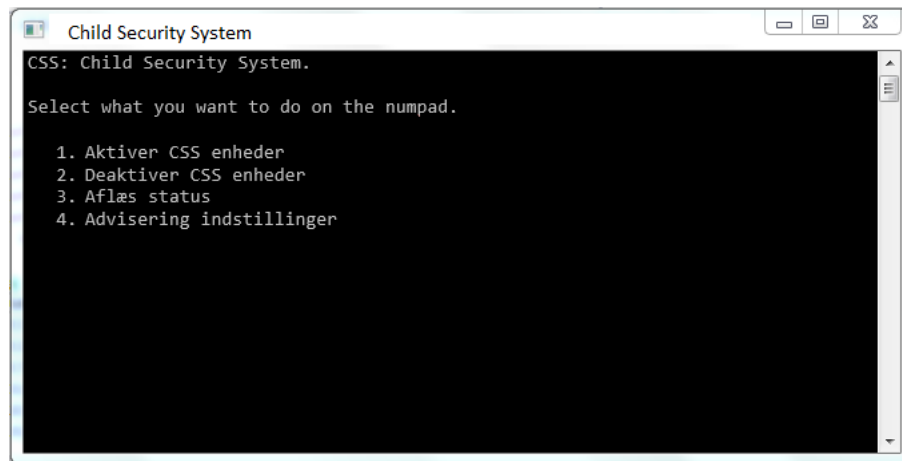 Child Security System
CSS: Child Security System.
Select what you want to do on the numpad.
1. Aktiver CSS enheder
2. Deaktiver CSS enheder
3. Aflæs status
4. Advisering indstillinger